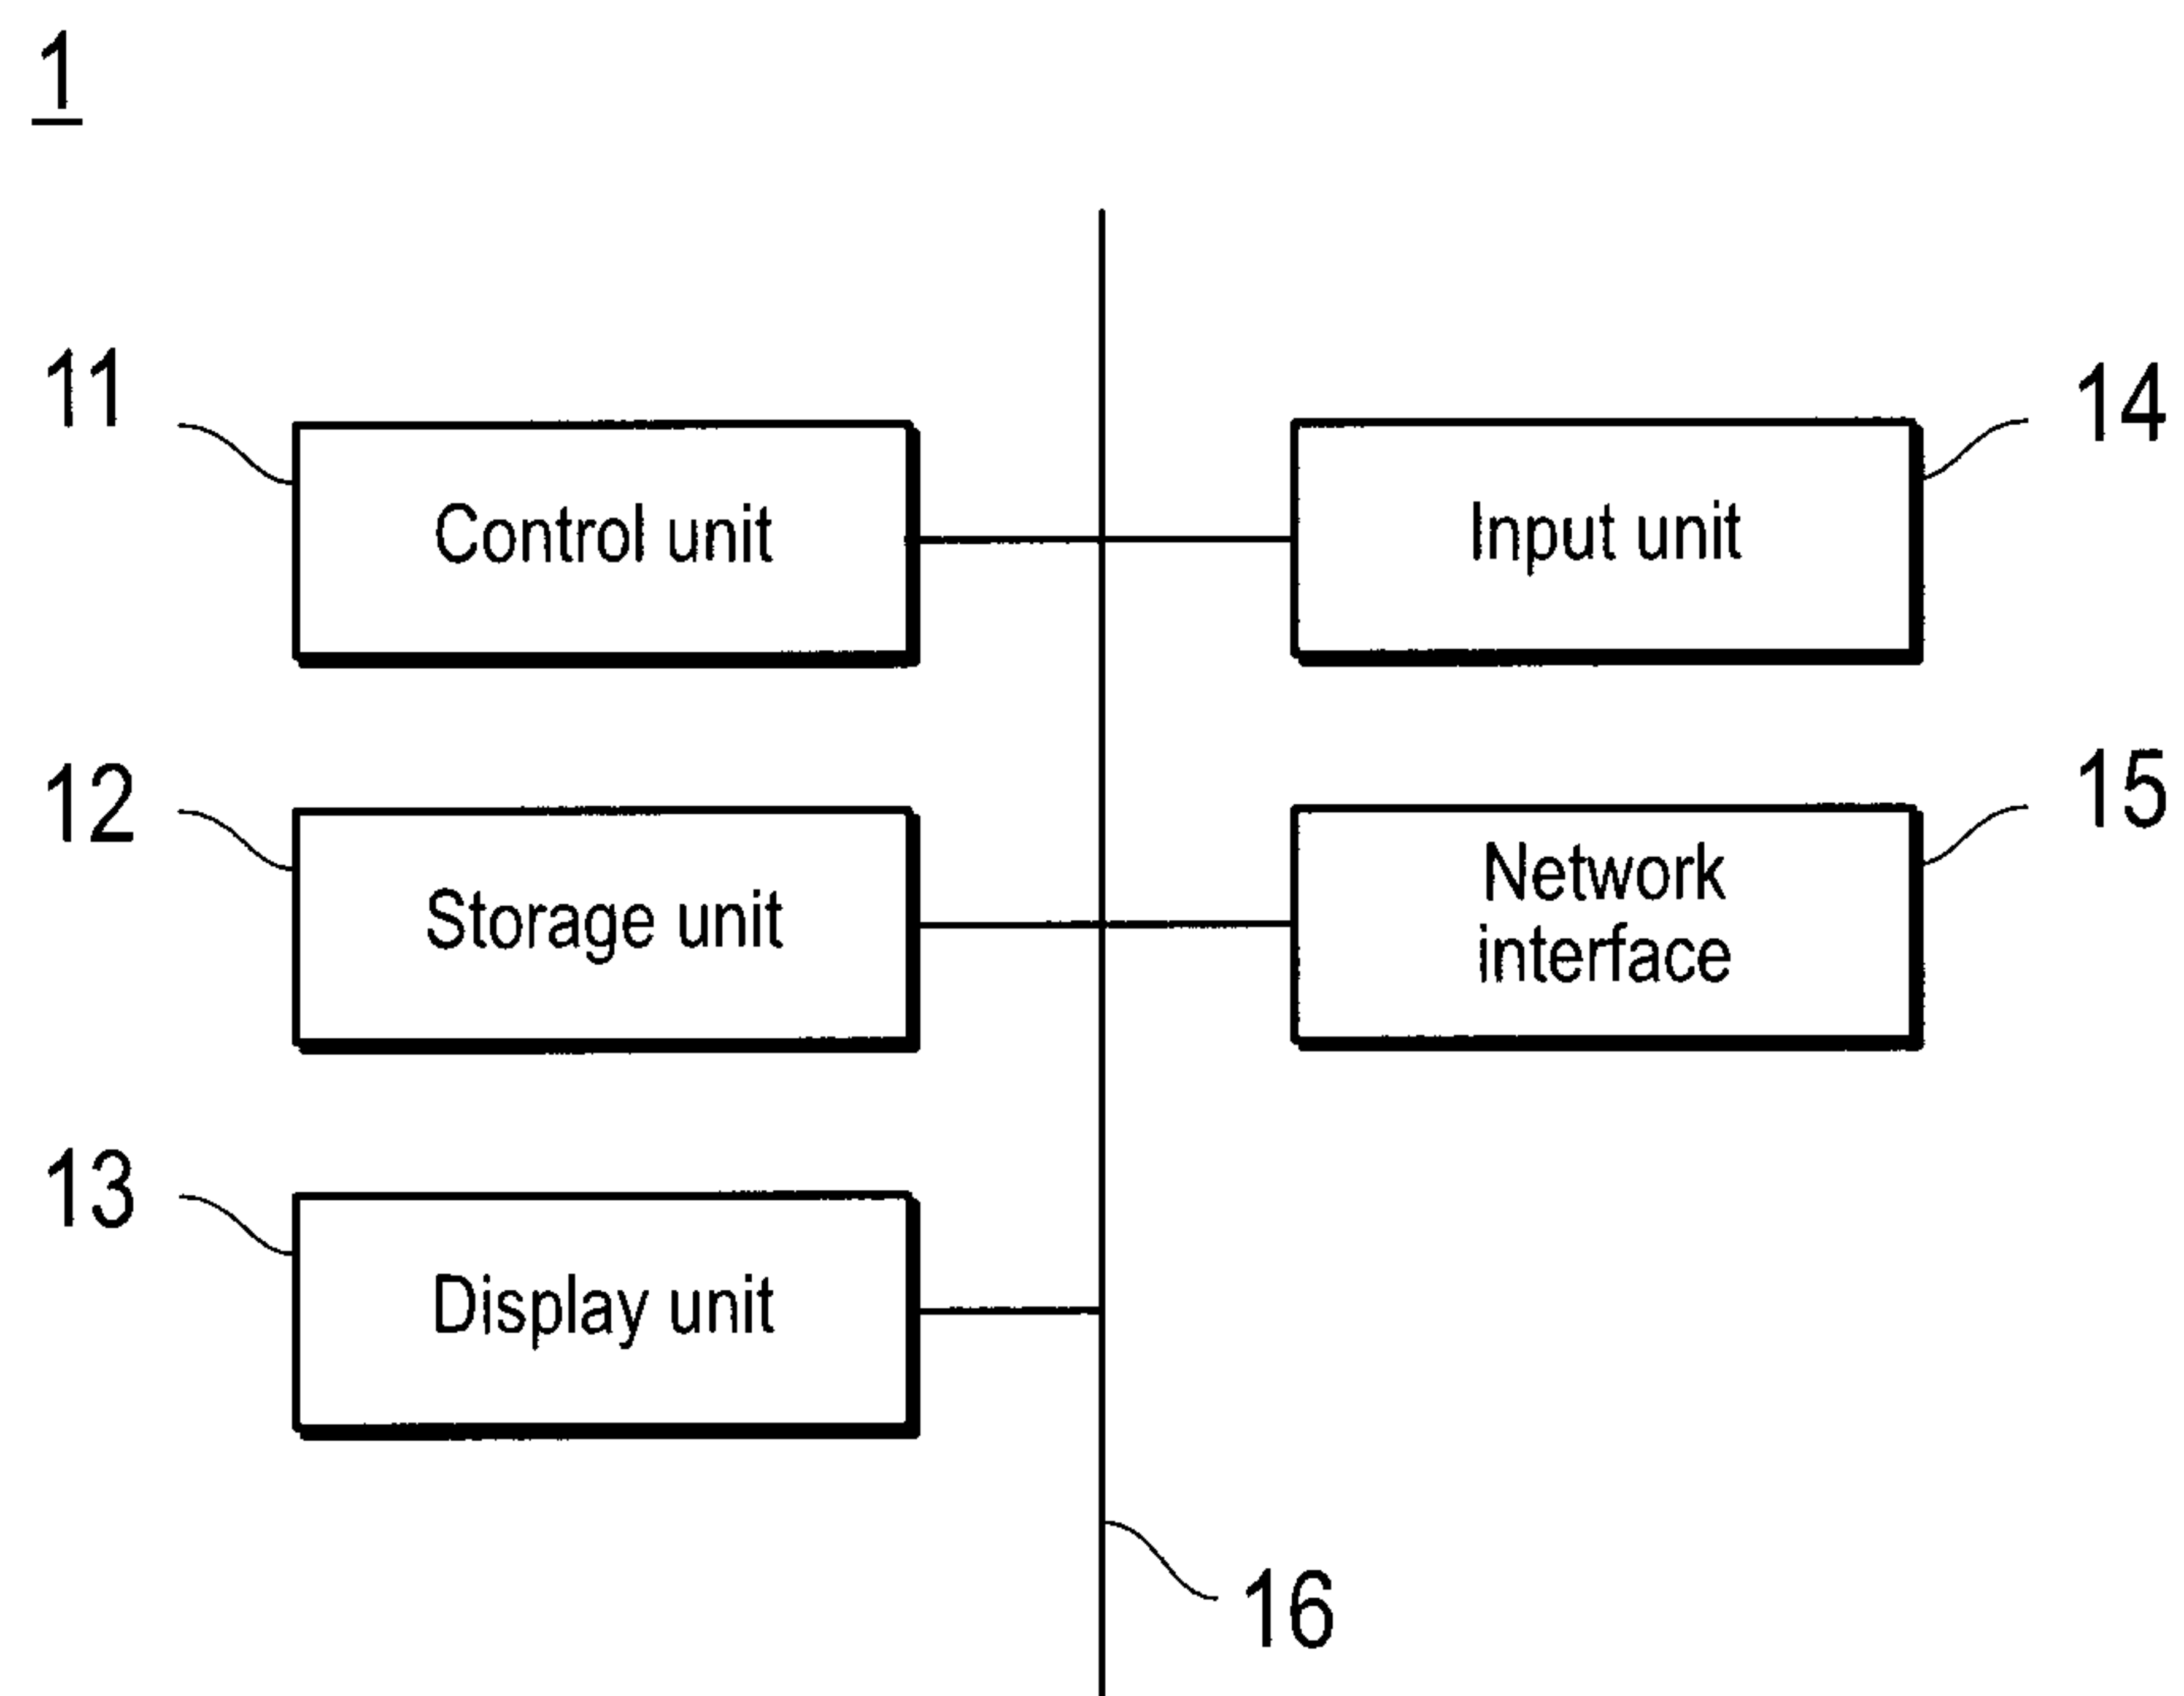 1
11
Control unit
14
Input unit
12
Storage unit
15
Network
interface
13
Display unit
16